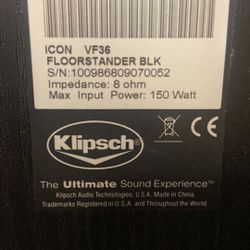 ICON VF36
FLOORSTANDER BLK
S/N:100986809070052
Impedance: 8 ohm
Max Input Power: 150 Watt
Klipsch®
CE
The Ultimate Sound Experience™
Klipsch Audio Technologies, U.S.A. Made in China.
Trademarks Registered in U.S.A. and Throughout the World.